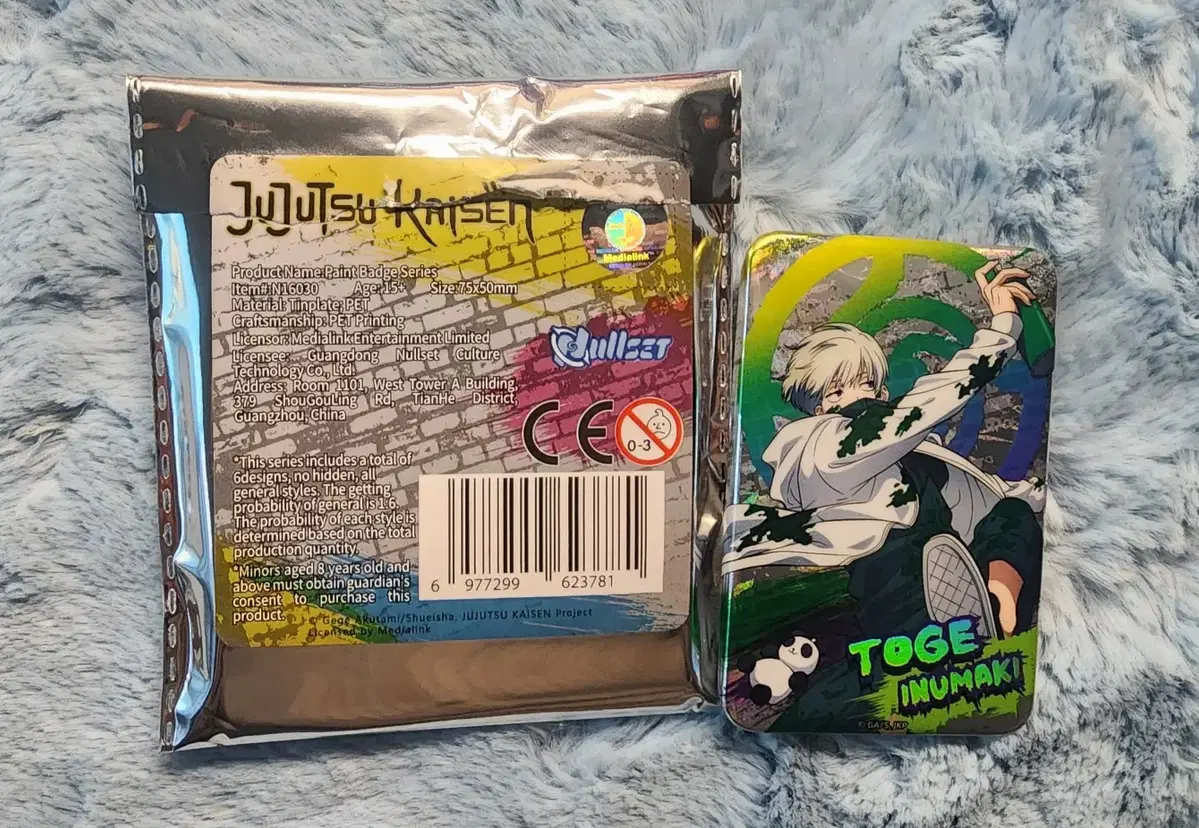 JUJUTSU KAISEN
Medialink
Product Name:Paint Badge Series
Item#:N16030 Age:15+ Size:75x50mm
Material: Tinplate, PET
Craftsmanship: PET Printing
Licensor: Medialink Entertainment Limited
Licensee: Guangdong Nullset Culture
Technology Co., Ltd.
Address: Room 1101, West Tower A Building,
379 ShouGouLing Rd, TianHe District,
Guangzhou, China
Nullset
CE
0-3
*This series includes a total of
6designs, no hidden, all
general styles. The getting
probability of general is 1:6.
The probability of each style is
determined based on the total
production quantity.
*Minors aged 8 years old and
above must obtain guardian's
consent to purchase this
product.
6 977299 623781
© Gege Akutami/Shueisha, JUJUTSU KAISEN Project
Licensed by Medialink
TOGE
INUMAKI
© GA/S,JKP